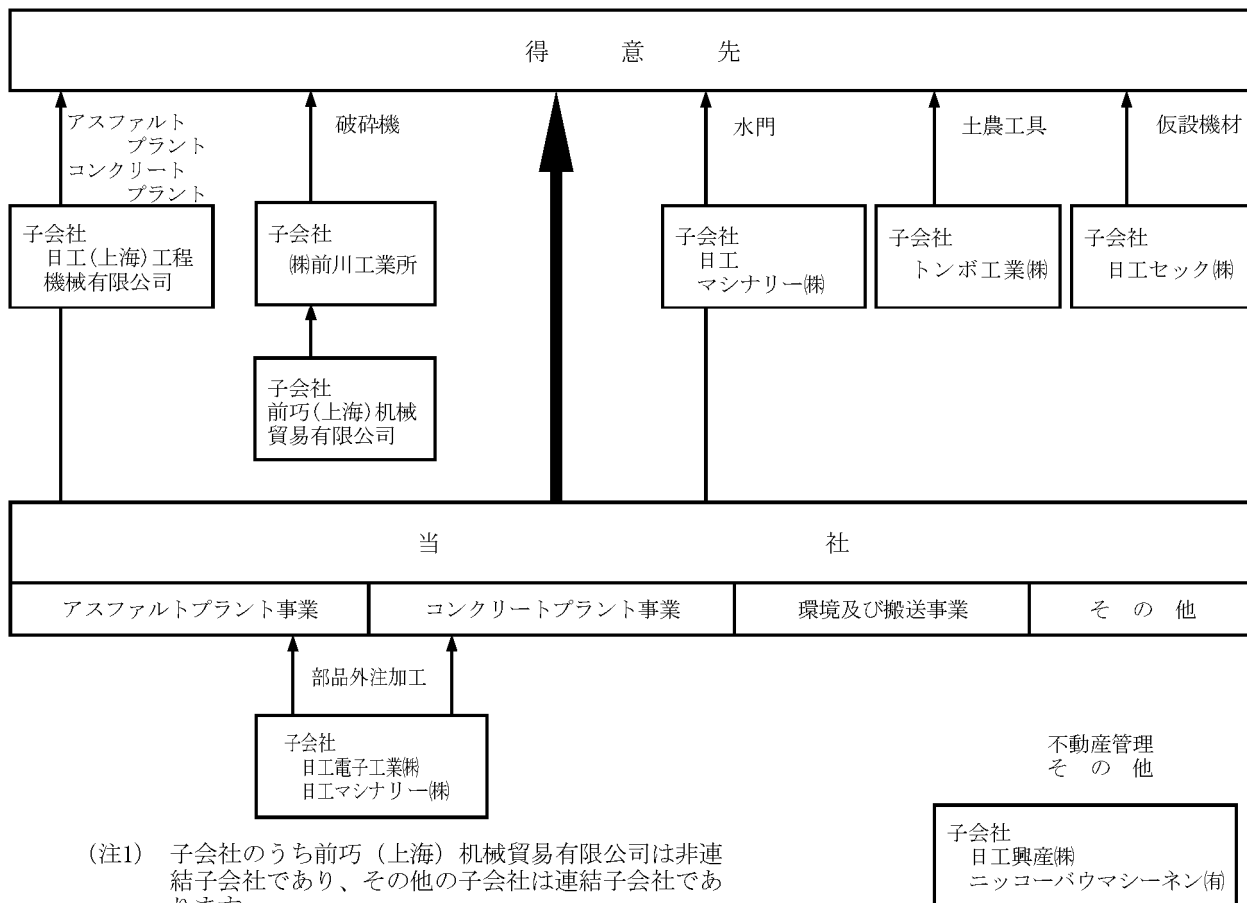 得 意 先
アスファルト
プラント
コンクリート
プラント
破砕機
水門
土農工具
仮設機材
子会社
日工(上海)工程
機械有限公司
子会社
㈱前川工業所
子会社
日工
マシナリー㈱
子会社
トンボ工業㈱
子会社
日工セック㈱
子会社
前巧(上海)机械
貿易有限公司
当 社
アスファルトプラント事業
コンクリートプラント事業
環境及び搬送事業
そ の 他
部品外注加工
子会社
日工電子工業㈱
日工マシナリー㈱
不動産管理
そ の 他
子会社
日工興産㈱
ニッコーバウマシーネン㈲
(注1) 子会社のうち前巧（上海）机械貿易有限公司は非連
結子会社であり、その他の子会社は連結子会社であ
ります